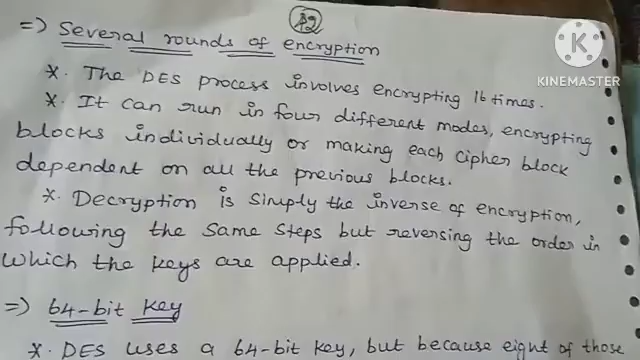 => Several rounds of encryption
*. The DES process involves encrypting 16 times.
*. It can run in four different modes, encrypting
blocks individually or making each cipher block
dependent on all the previous blocks.
*. Decryption is simply the inverse of encryption,
following the same steps but reversing the order in
which the keys are applied.
=> 64-bit key
*. DES uses a 64-bit key, but because eight of those
KINEMASTER